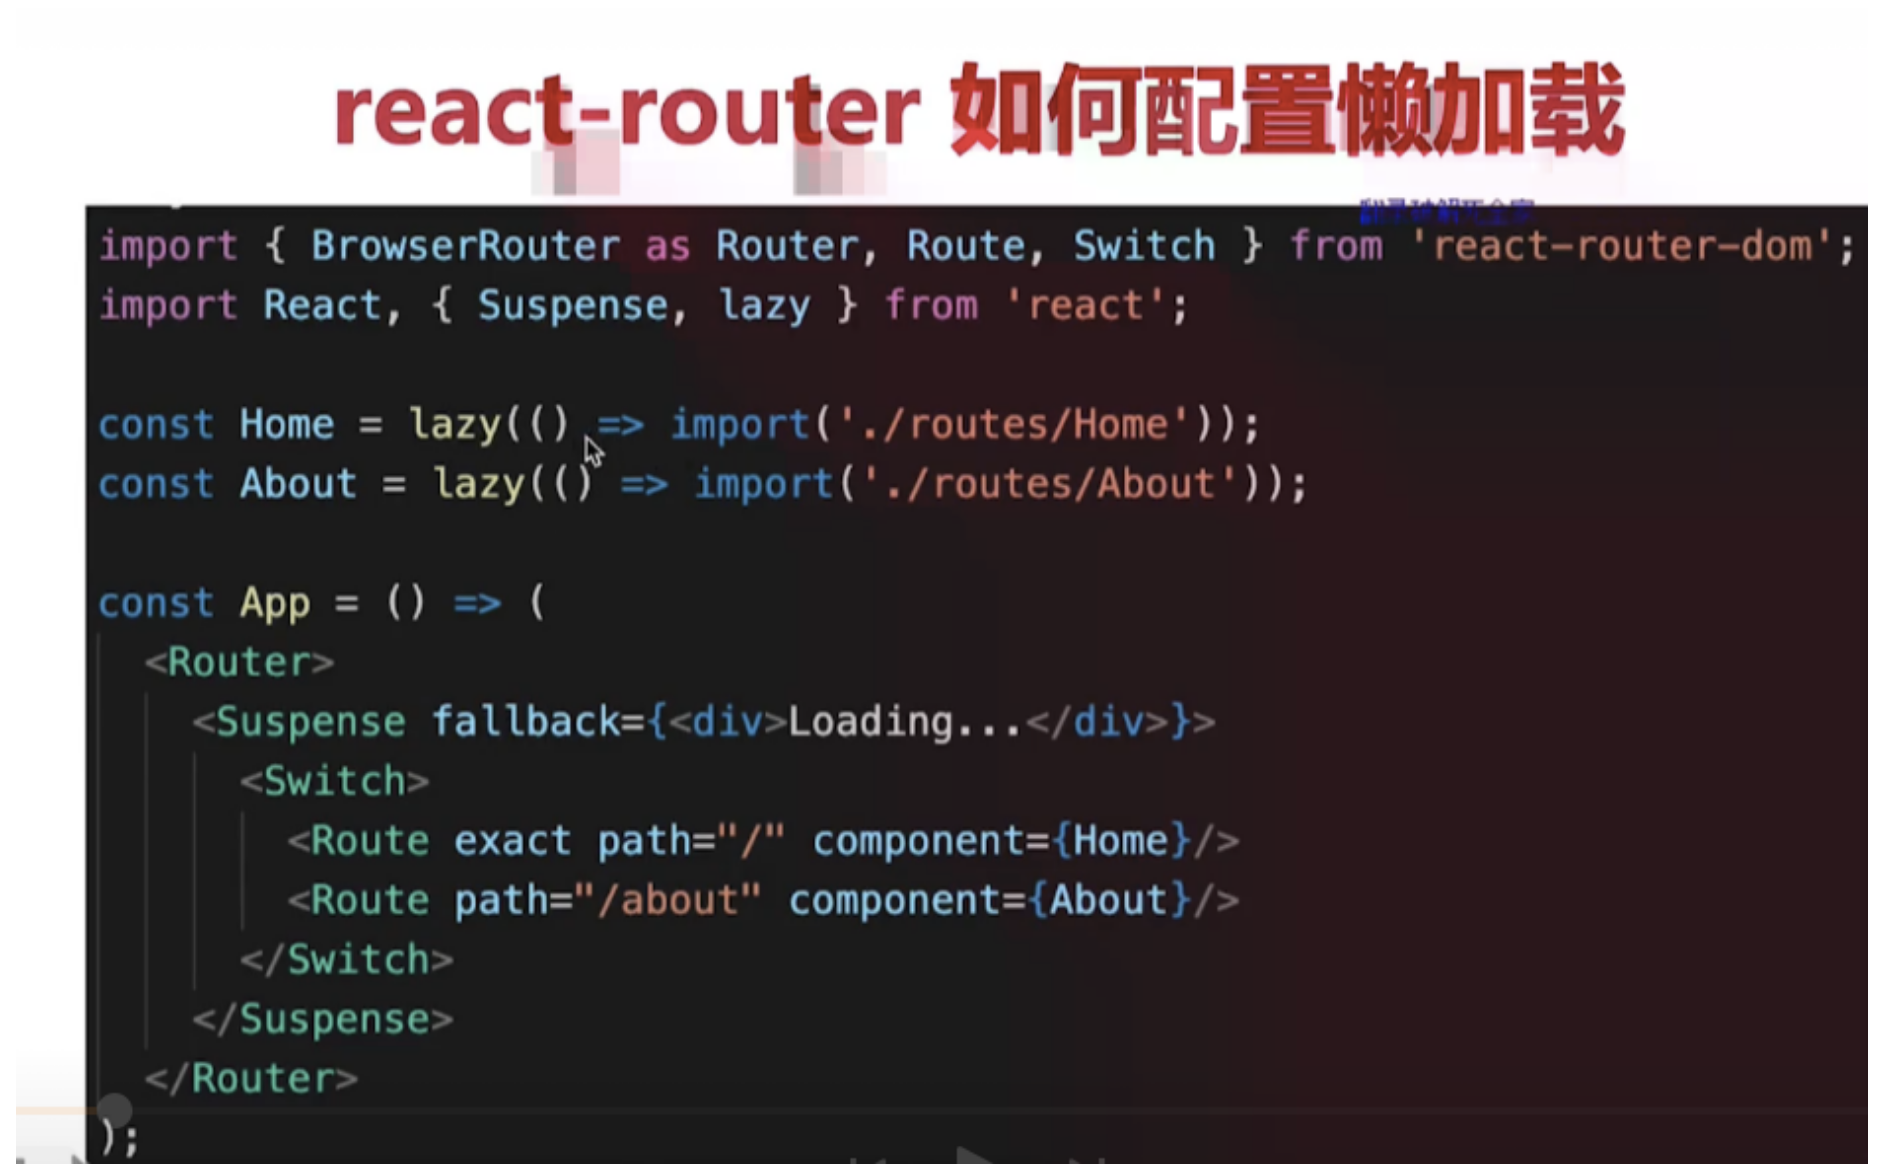 react-router 如何配置懒加载
import { BrowserRouter as Router, Route, Switch } from 'react-router-dom';
import React, { Suspense, lazy } from 'react';
const Home = lazy(() => import('./routes/Home'));
const About = lazy(() => import('./routes/About'));
const App = () => (
<Router>
<Suspense fallback={<div>Loading...</div>}>
<Switch>
<Route exact path="/" component={Home}/>
<Route path="/about" component={About}/>
</Switch>
</Suspense>
</Router>
);